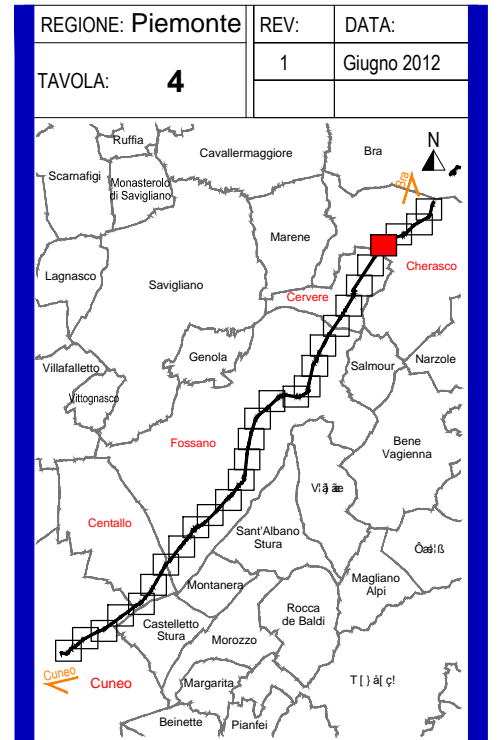 REGIONE: Piemonte
REV:
DATA:
TAVOLA: 4
1
Giugno 2012
Ruffia
Cavallermaggiore
Bra
N
Scarnafigi
Monasterolo
di Savigliano
Bra
Marene
Cherasco
Lagnasco
Savigliano
Cervere
Genola
Salmour
Narzole
Villafalletto
Vottognasco
Fossano
Bene
Vagienna
Centallo
Sant'Albano
Stura
Montanera
Magliano
Alpi
Rocca
de Baldi
Castelletto
Stura
Morozzo
Cuneo
Cuneo
Margarita
Beinette
Pianfei